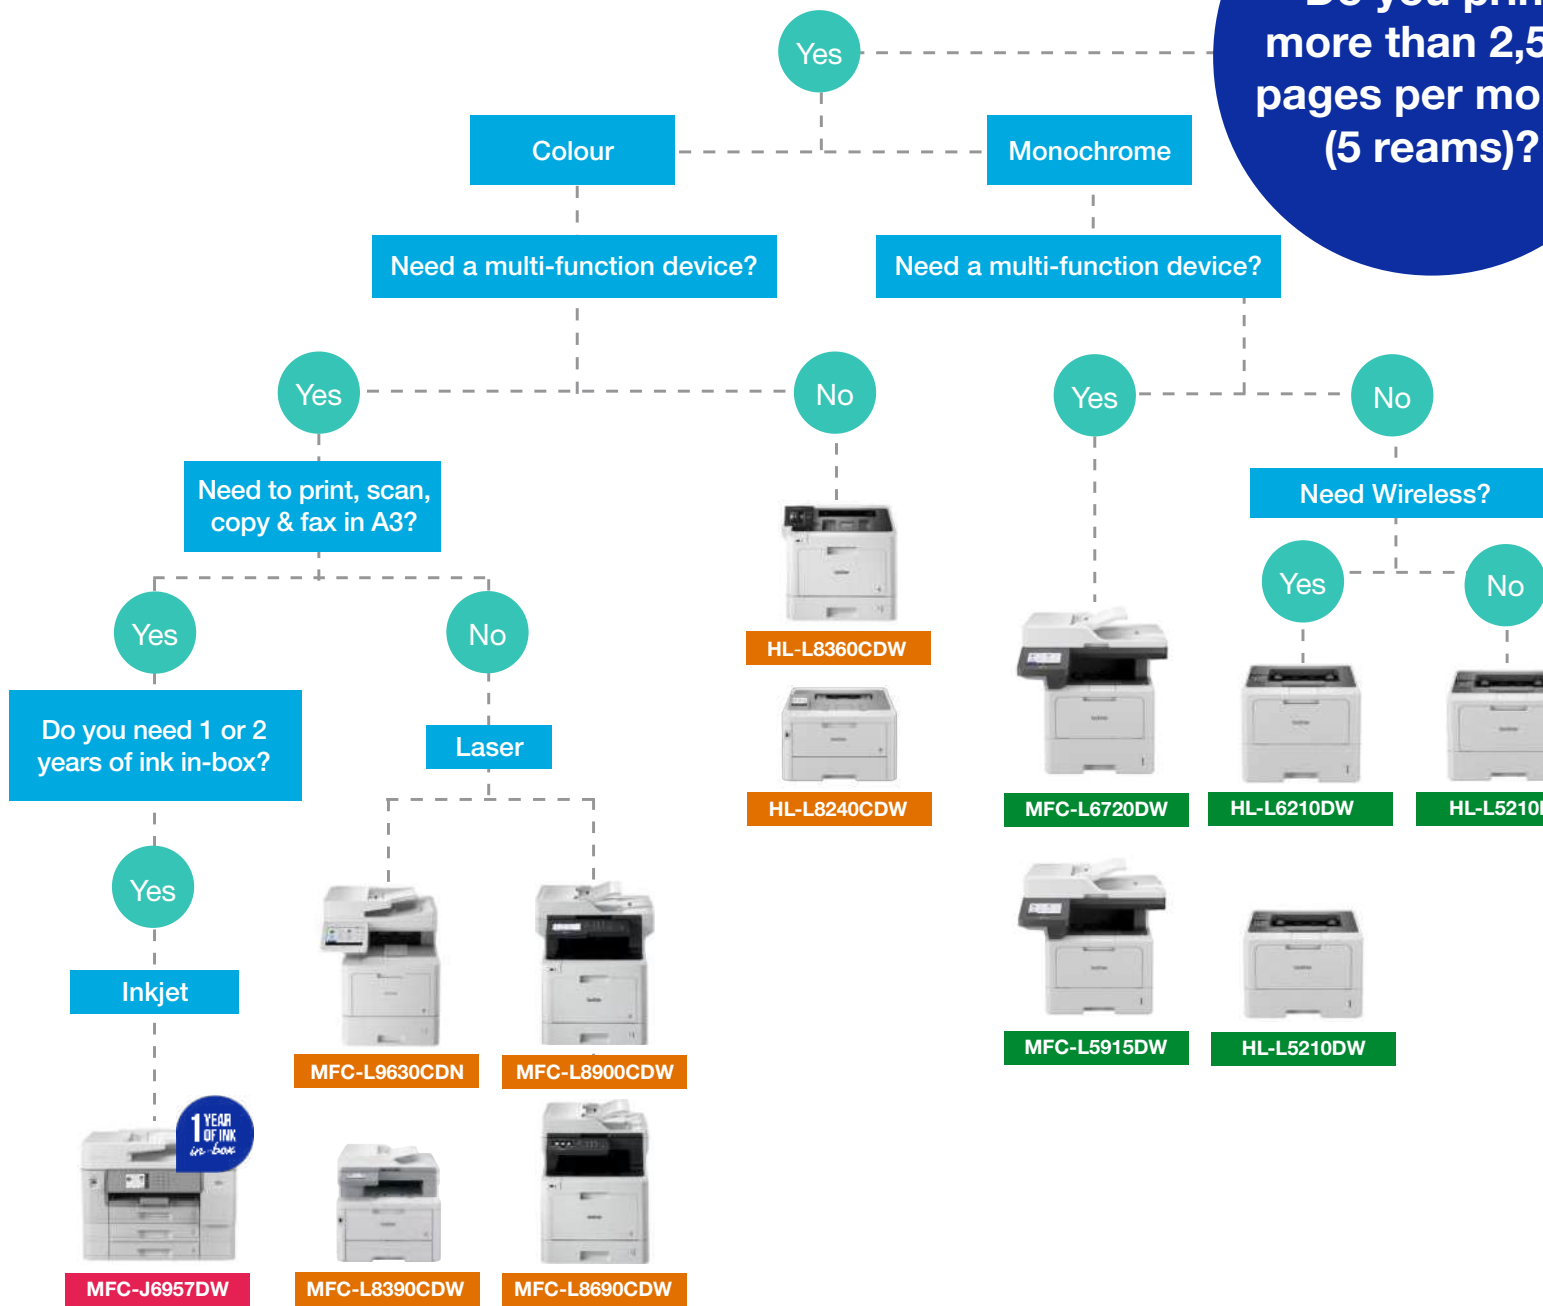 Yes
more than 2,5
pages per mo
(5 reams)?
Colour
Monochrome
Need a multi-function device?
Need a multi-function device?
Yes
No
Yes
No
Need to print, scan,
copy & fax in A3?
Need Wireless?
Yes
No
Yes
No
HL-L8360CDW
Do you need 1 or 2
years of ink in-box?
Laser
HL-L8240CDW
MFC-L6720DW
HL-L6210DW
HL-L5210
Yes
Inkjet
MFC-L9630CDN
MFC-L8900CDW
MFC-L5915DW
HL-L5210DW
1 YEAR
OF INK
in-box
MFC-J6957DW
MFC-L8390CDW
MFC-L8690CDW